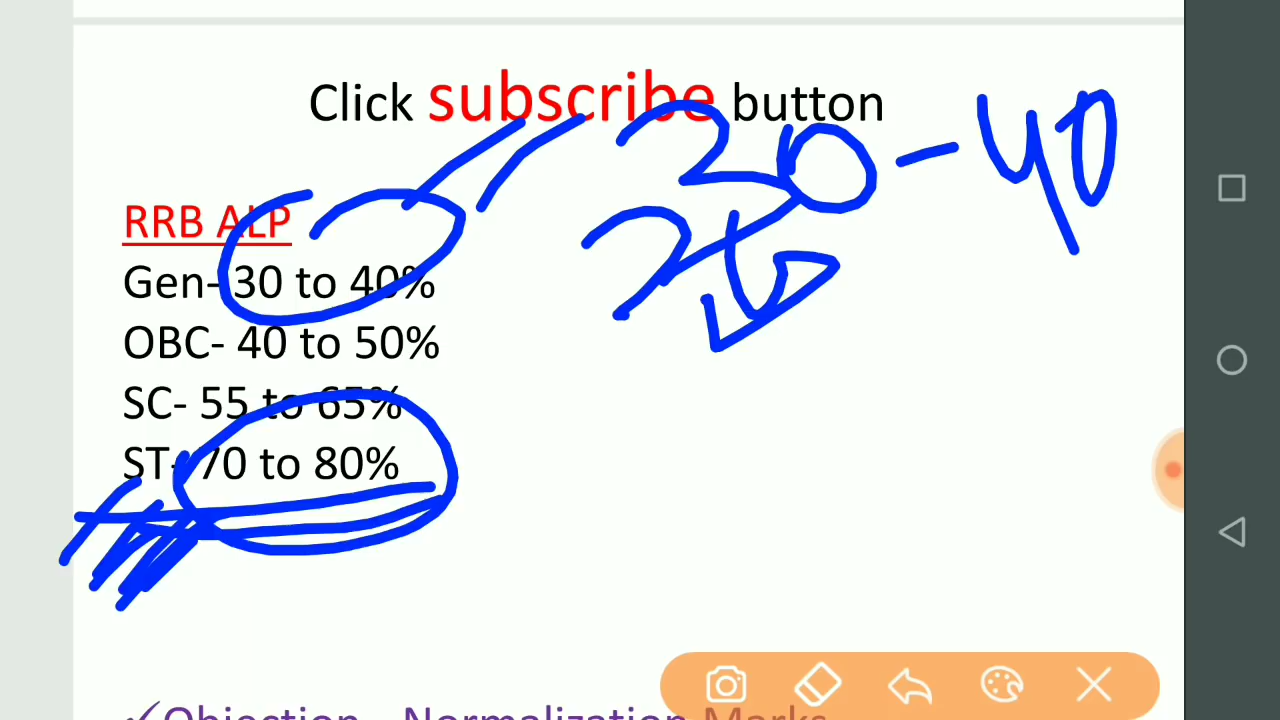 Click subscribe button
20 - 40
RRB ALP
Gen- 30 to 40%
OBC- 40 to 50%
SC- 55 to 65%
ST- 70 to 80%
✓Objection - Normalization Marks